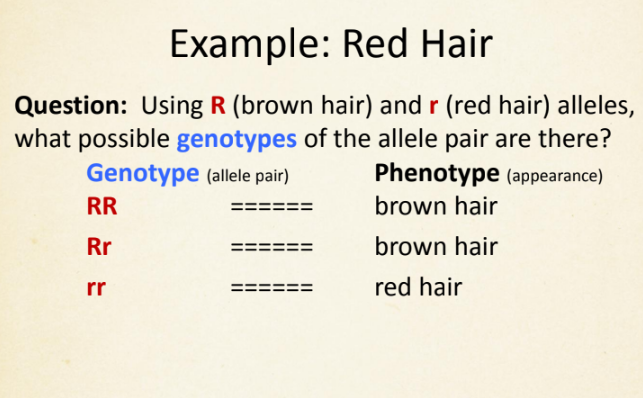 Example: Red Hair
Question: Using R (brown hair) and r (red hair) alleles,
what possible genotypes of the allele pair are there?
Genotype (allele pair) Phenotype (appearance)
RR ====== brown hair
Rr ====== brown hair
rr ====== red hair